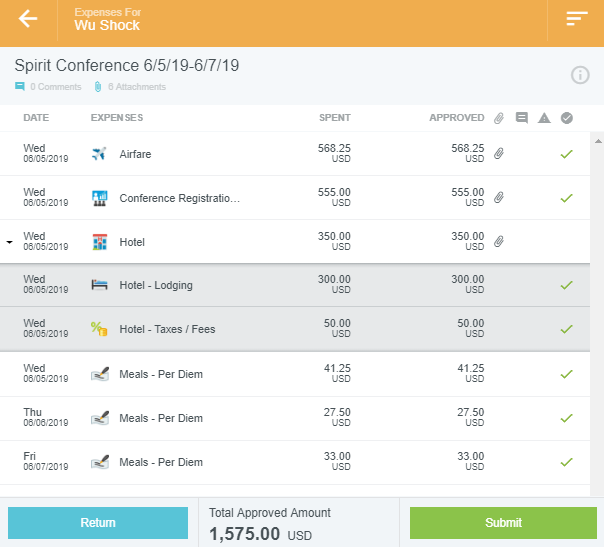 Expenses For
Wu Shock
Spirit Conference 6/5/19-6/7/19
0 Comments 6 Attachments
DATE EXPENSES SPENT APPROVED
Wed 568.25 568.25
06/05/2019 Airfare USD USD
Wed 555.00 555.00
06/05/2019 Conference Registratio... USD USD
Wed 350.00 350.00
06/05/2019 Hotel USD USD
Wed 300.00 300.00
06/05/2019 Hotel - Lodging USD USD
Wed 50.00 50.00
06/05/2019 Hotel - Taxes / Fees USD USD
Wed 41.25 41.25
06/05/2019 Meals - Per Diem USD USD
Thu 27.50 27.50
06/06/2019 Meals - Per Diem USD USD
Fri 33.00 33.00
06/07/2019 Meals - Per Diem USD USD
Return
Total Approved Amount
1,575.00 USD
Submit